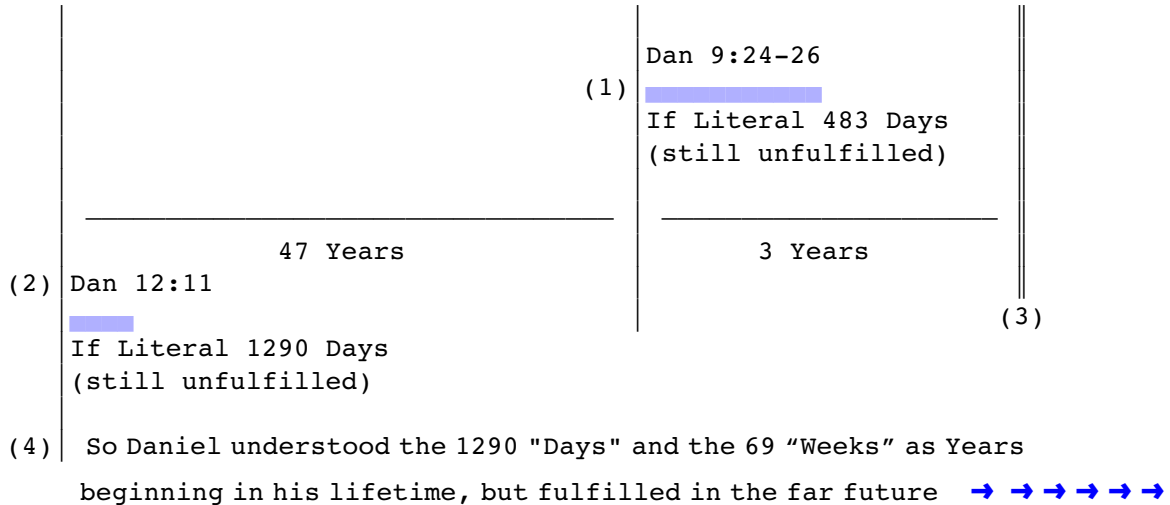 Dan 9:24-26
(1)
If Literal 483 Days
(still unfulfilled)
47 Years 3 Years
(2) Dan 12:11
(3)
If Literal 1290 Days
(still unfulfilled)
(4) So Daniel understood the 1290 "Days" and the 69 “Weeks” as Years
beginning in his lifetime, but fulfilled in the far future